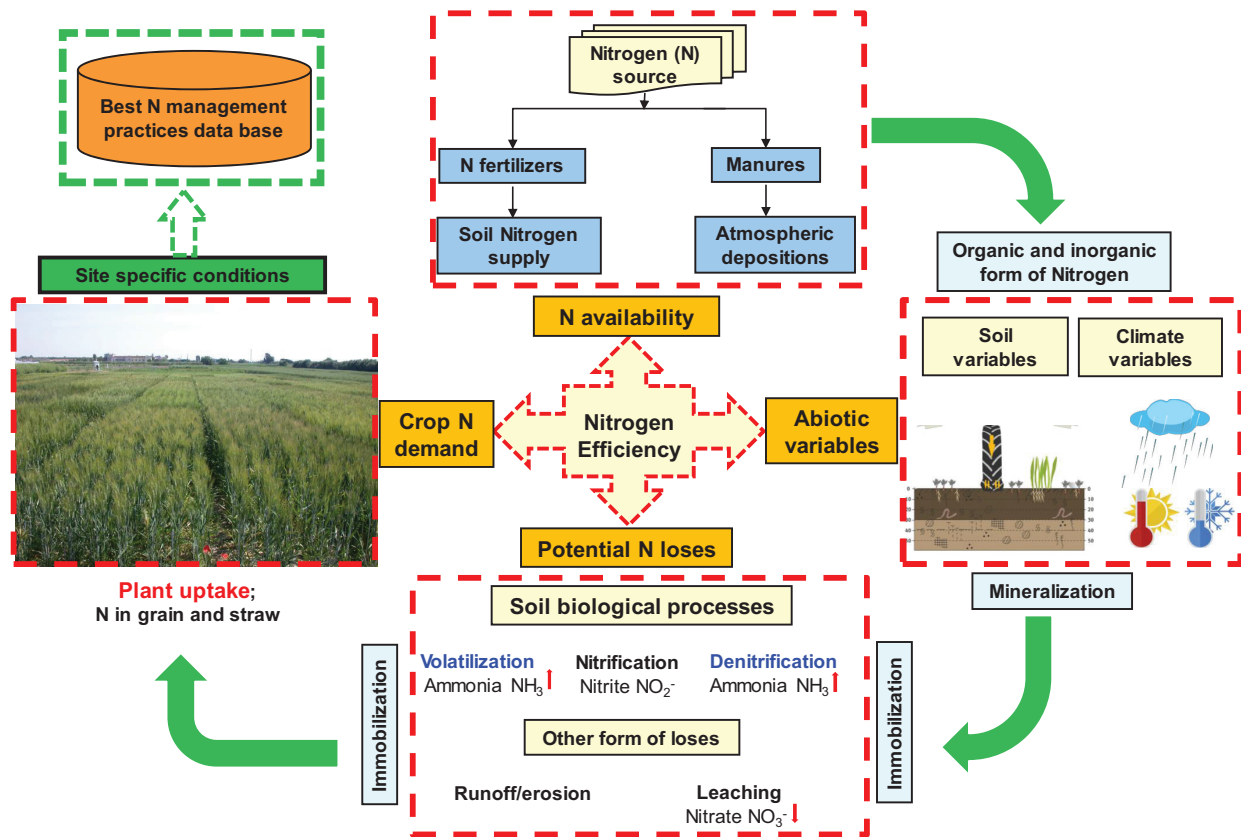 Best N management
practices data base
Site specific conditions
Nitrogen (N)
source
N fertilizers
Manures
Soil Nitrogen
supply
Atmospheric
depositions
Organic and inorganic
form of Nitrogen
N availability
Soil
variables
Climate
variables
Crop N
demand
Nitrogen
Efficiency
Abiotic
variables
Potential N loses
Plant uptake;
N in grain and straw
Mineralization
Immobilization
Soil biological processes
Volatilization
Ammonia NH₃
Nitrification
Nitrite NO₂⁻
Denitrification
Ammonia NH₃
Other form of loses
Runoff/erosion
Leaching
Nitrate NO₃⁻
Immobilization